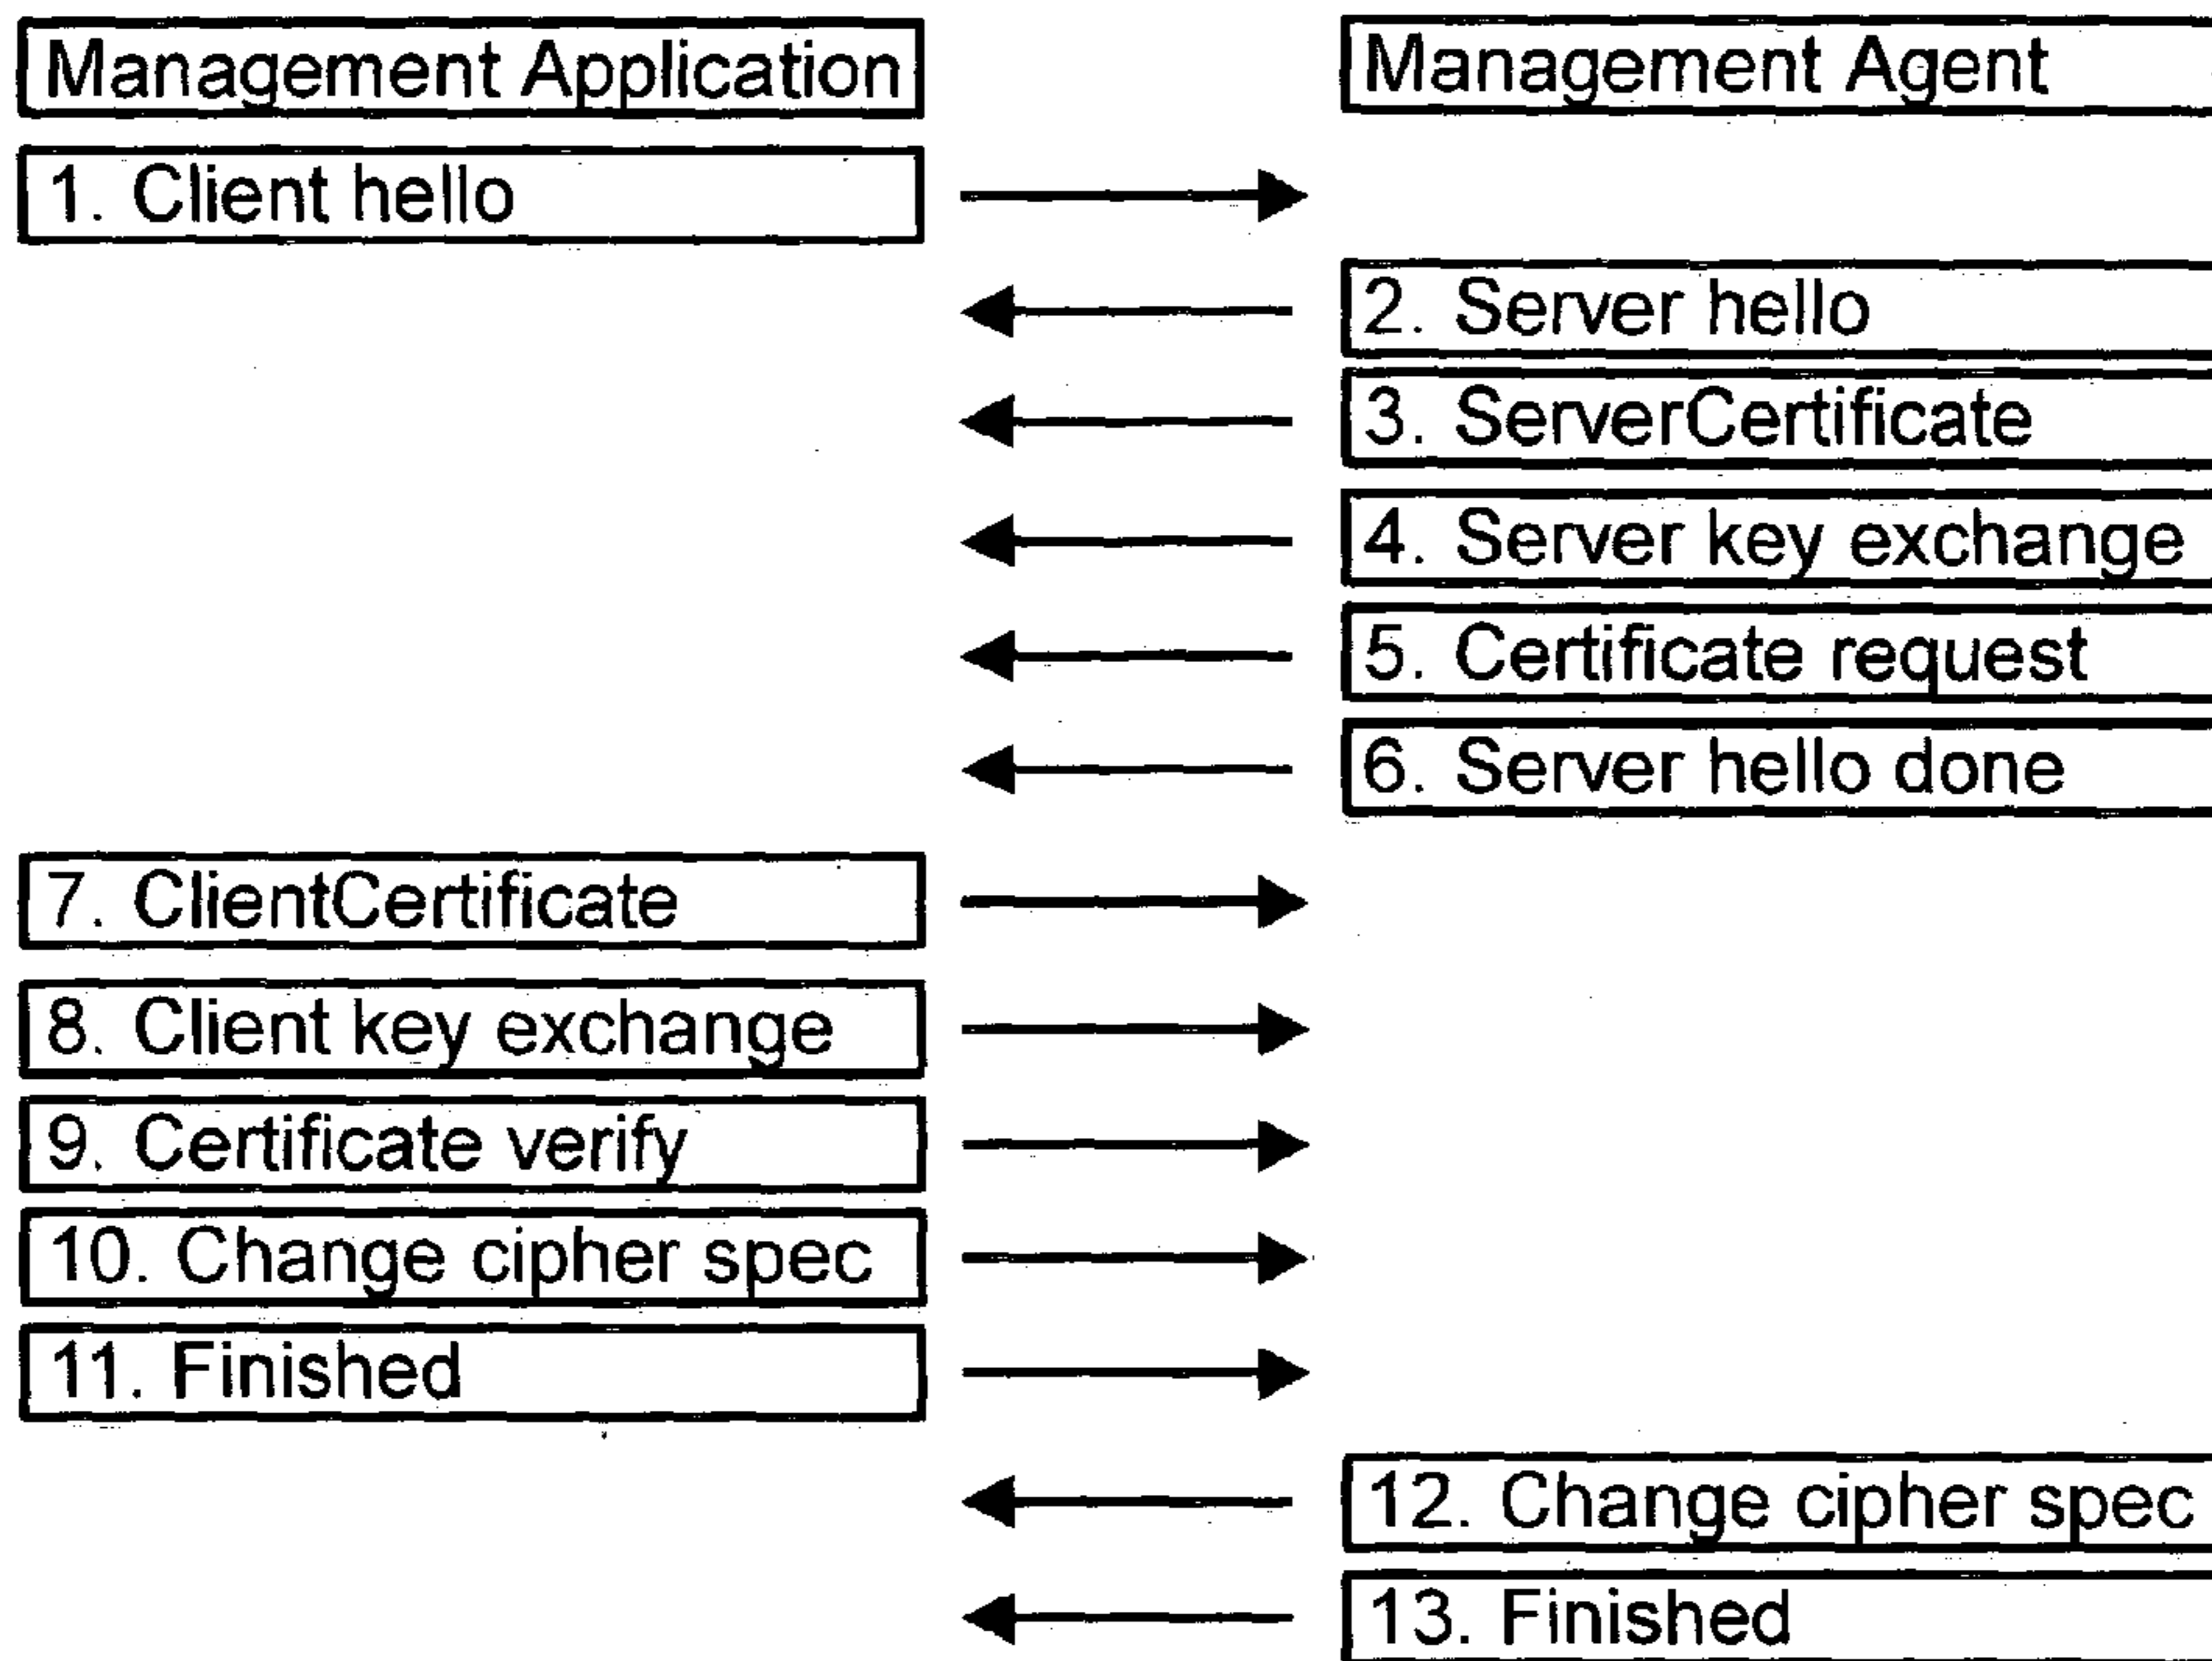 Management Application
Management Agent
1. Client hello
2. Server hello
3. ServerCertificate
4. Server key exchange
5. Certificate request
6. Server hello done
7. ClientCertificate
8. Client key exchange
9. Certificate verify
10. Change cipher spec
11. Finished
12. Change cipher spec
13. Finished